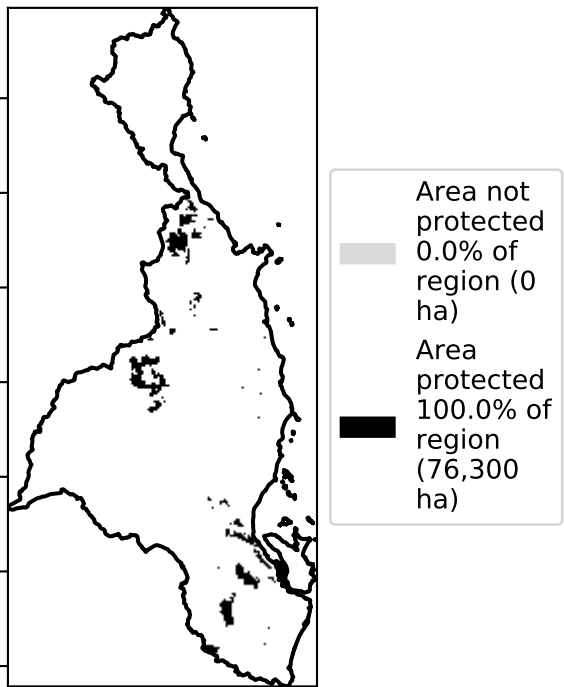 Area not
protected
0.0% of
region (0
ha)
Area
protected
100.0% of
region
(76,300
ha)